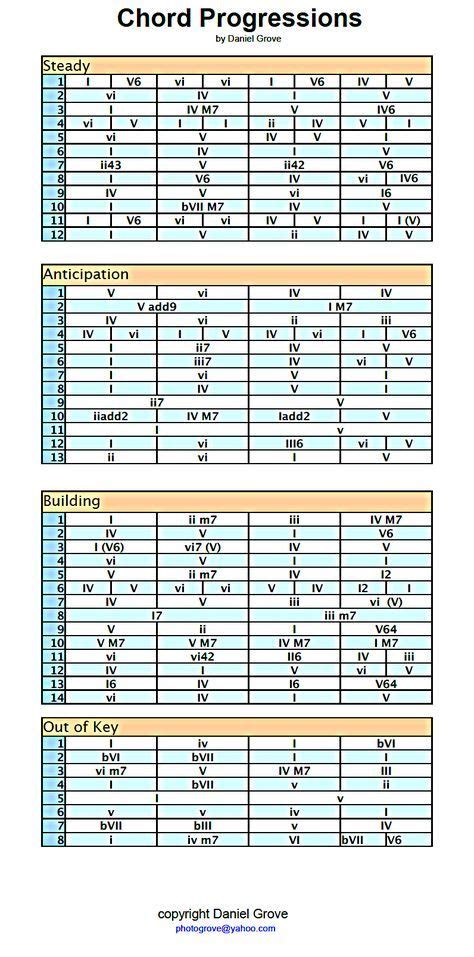 Chord Progressions
by Daniel Grove
Steady
1 I V6 vi vi I V6 IV V
2 vi IV I V
3 I IV M7 V IV6
4 vi V I I ii IV V I
5 vi V IV V I
6 I IV I V
7 ii43 V ii42 V6
8 I V6 IV vi IV6
9 IV V vi I6
10 I bVII M7 IV I
11 I V6 vi vi IV V I I (V)
12 I V ii IV V
Anticipation
1 V vi IV IV
2 V add9 I M7
3 IV vi ii iii
4 IV vi I V IV vi I V6
5 I ii7 IV V
6 I iii7 IV vi V
7 I vi V I
8 I IV V I
9 ii7 V
10 iiadd2 IV M7 Iadd2 V
11 I v
12 I vi III6 vi V
13 ii vi I V
Building
1 I ii m7 iii IV M7
2 IV V I V6
3 I (V6) vi7 (V) IV V
4 vi V I I
5 V ii m7 IV I2
6 IV V vi vi V IV I2 I
7 IV V iii vi (V)
8 I7 iii m7
9 V ii I V64
10 V M7 V M7 IV M7 I M7
11 vi vi42 II6 IV iii
12 IV I V vi V
13 I6 IV I6 V64
14 vi IV I V
Out of Key
1 I iv I bVI
2 bVI bVII I I
3 vi m7 V IV M7 III
4 I bVII v ii
5 I v
6 v v iv I
7 bVII bIII v IV
8 i iv m7 VI bVII V6
copyright Daniel Grove
photogrove@yahoo.com